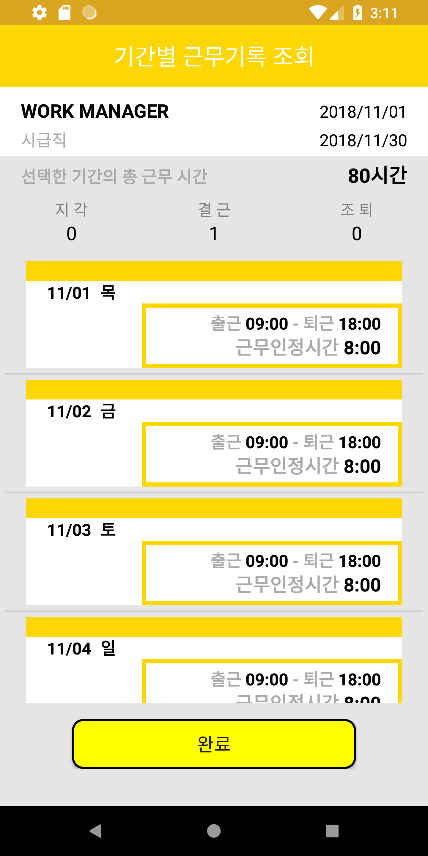 3:11
기간별 근무기록 조회
WORK MANAGER 2018/11/01
시급직 2018/11/30
선택한 기간의 총 근무 시간 80시간
지 각 결 근 조 퇴
0 1 0
11/01 목
출근 09:00 - 퇴근 18:00
근무인정시간 8:00
11/02 금
출근 09:00 - 퇴근 18:00
근무인정시간 8:00
11/03 토
출근 09:00 - 퇴근 18:00
근무인정시간 8:00
11/04 일
출근 09:00 - 퇴근 18:00
근무인정시간 8:00
완료